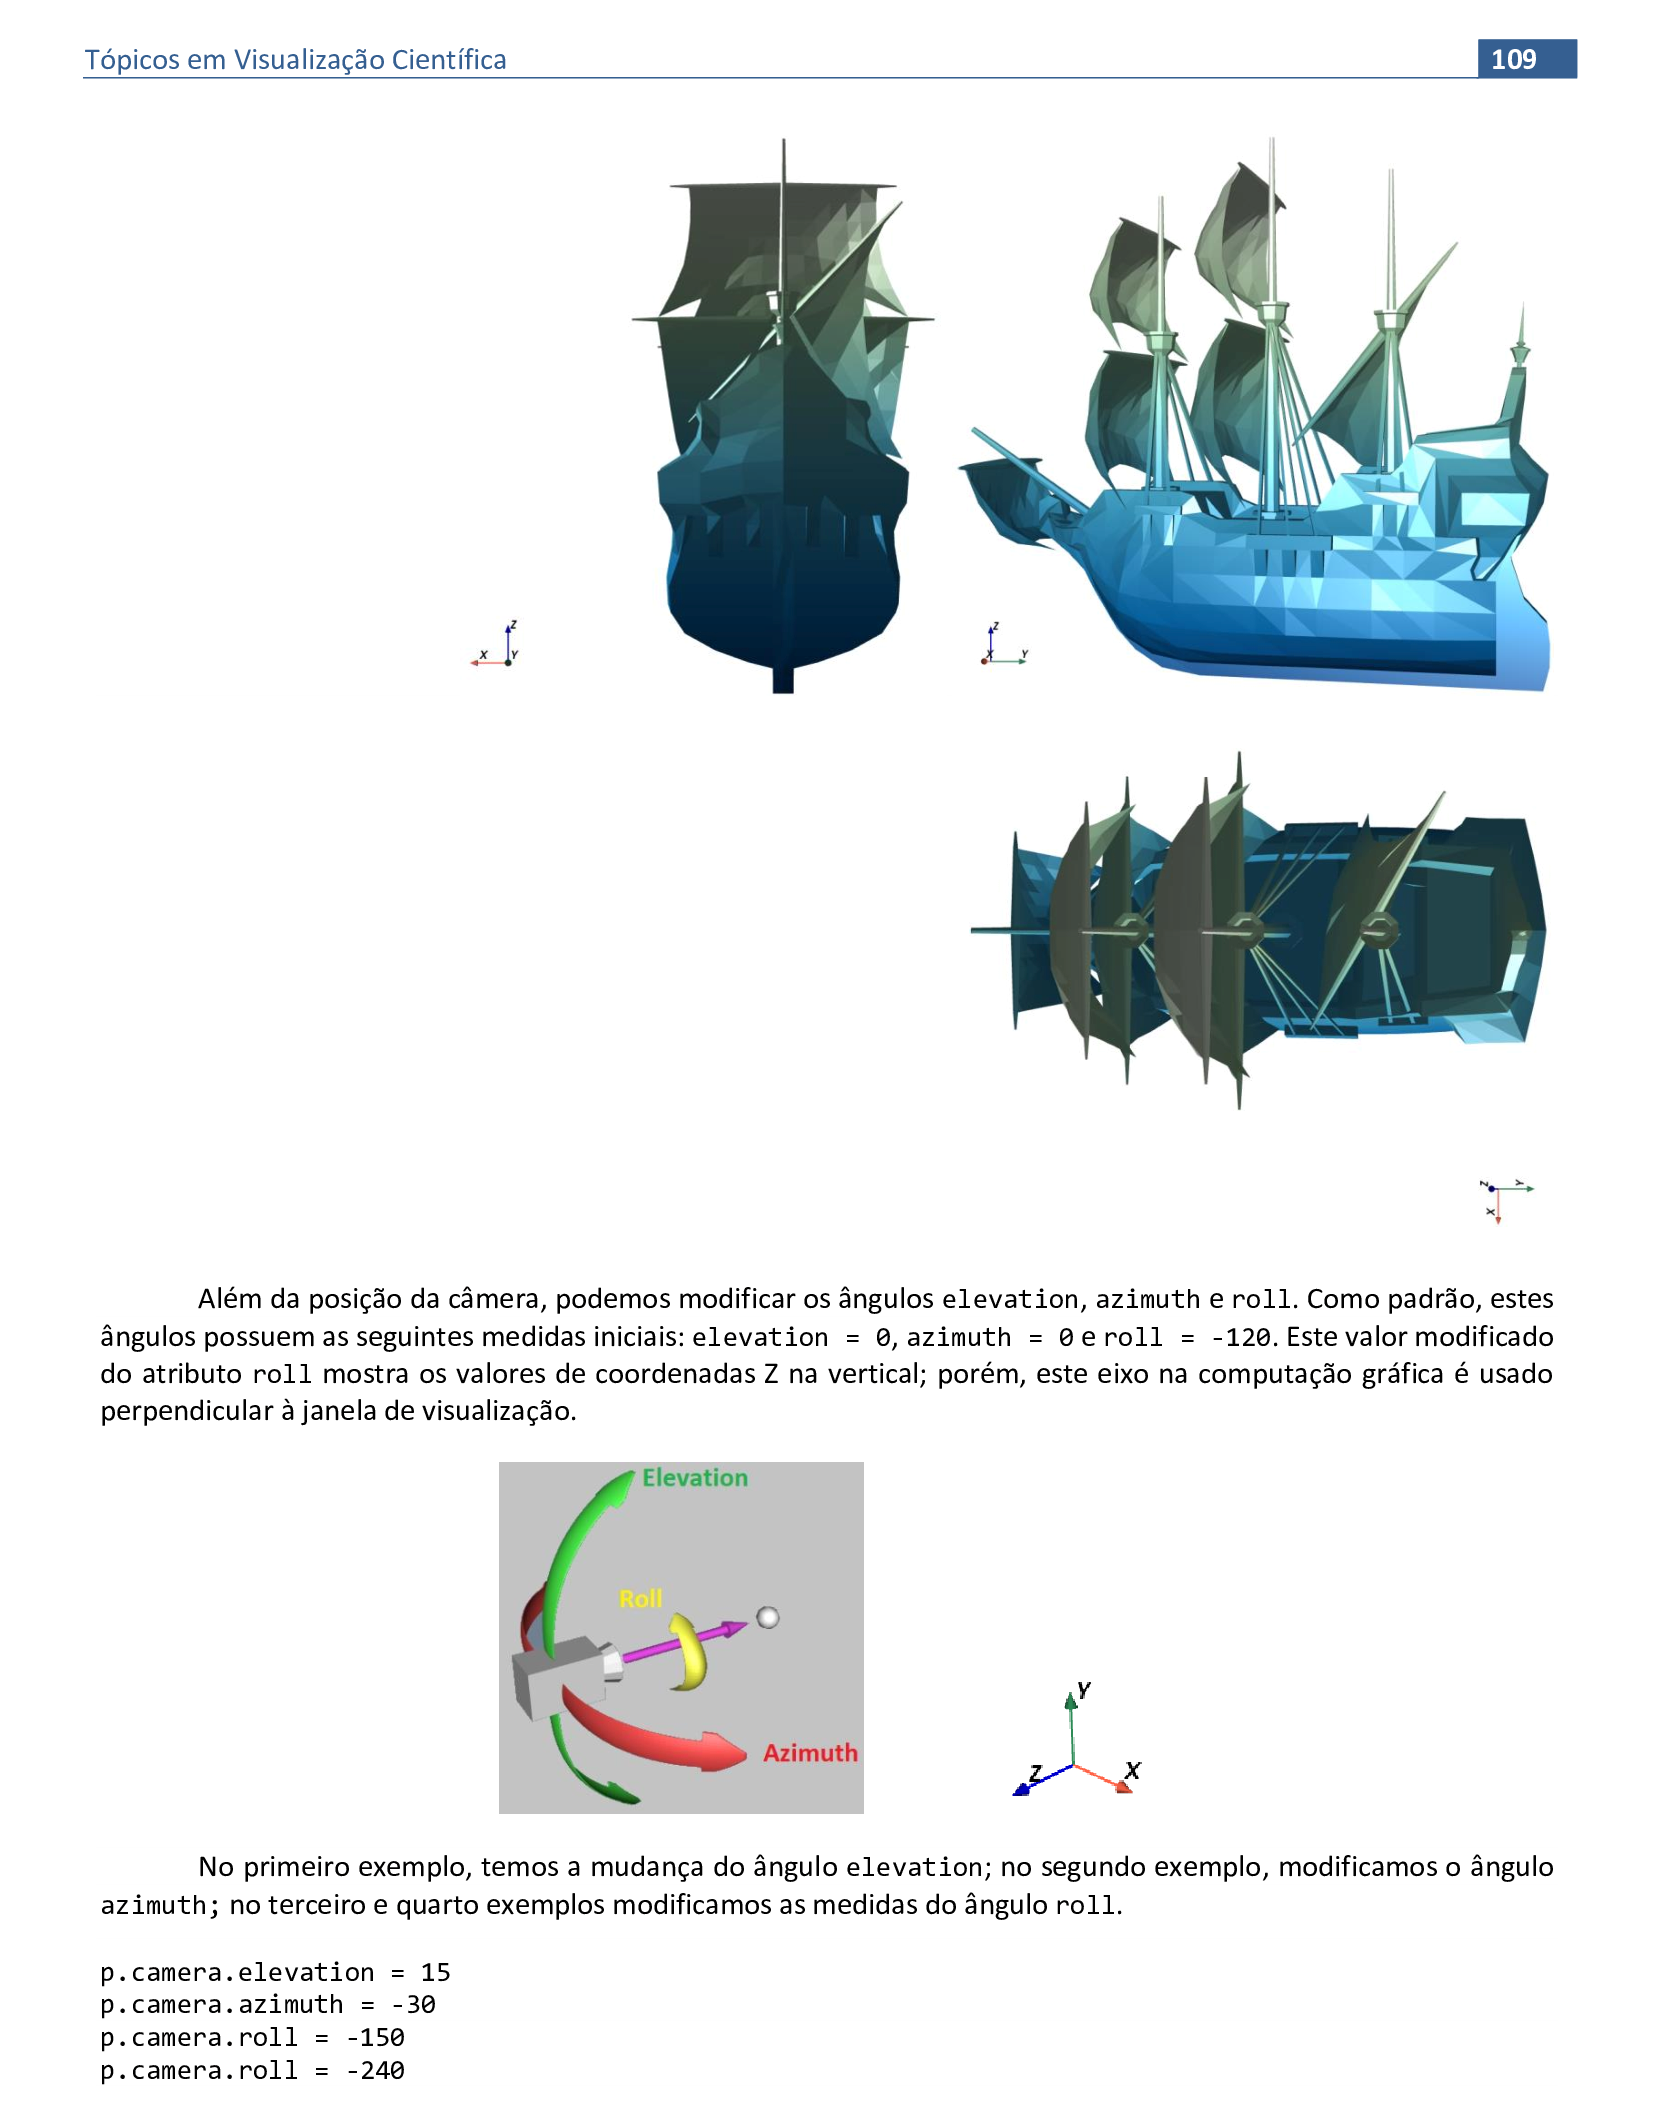 Tópicos em Visualização Científica
109
Z
X
Y
Z
X
Y
Z
Y
X
Além da posição da câmera, podemos modificar os ângulos elevation, azimuth e roll. Como padrão, estes
ângulos possuem as seguintes medidas iniciais: elevation = 0, azimuth = 0 e roll = -120. Este valor modificado
do atributo roll mostra os valores de coordenadas Z na vertical; porém, este eixo na computação gráfica é usado
perpendicular à janela de visualização.
Elevation
Roll
Azimuth
Y
Z
X
No primeiro exemplo, temos a mudança do ângulo elevation; no segundo exemplo, modificamos o ângulo
azimuth; no terceiro e quarto exemplos modificamos as medidas do ângulo roll.
p.camera.elevation = 15
p.camera.azimuth = -30
p.camera.roll = -150
p.camera.roll = -240